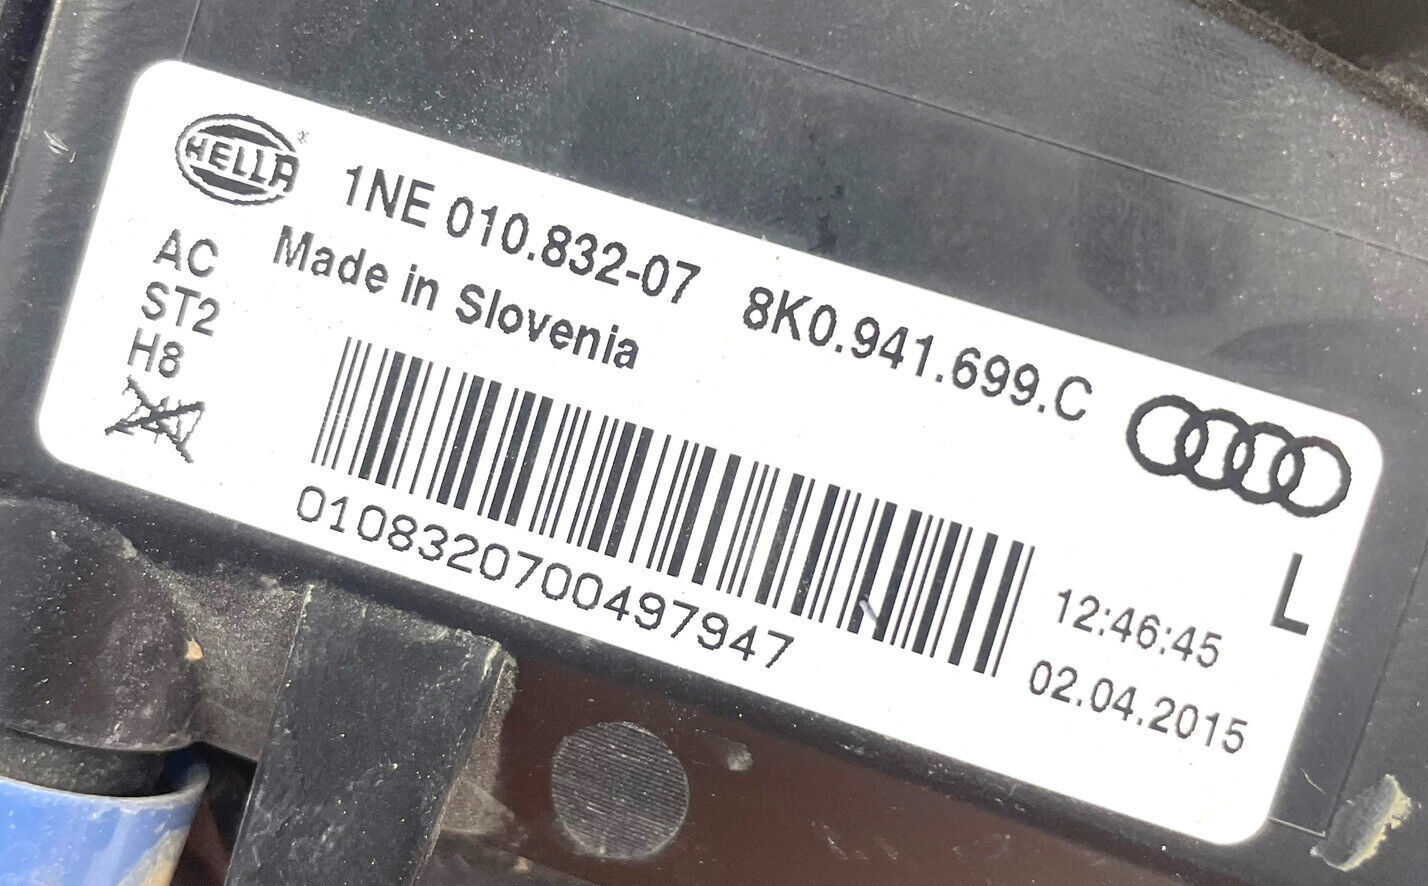 HELLA ®
1NE 010.832-07 8K0.941.699.C
Made in Slovenia
AC
ST2
H8
010832070049​7947
12:46:45
02.04.2015
L